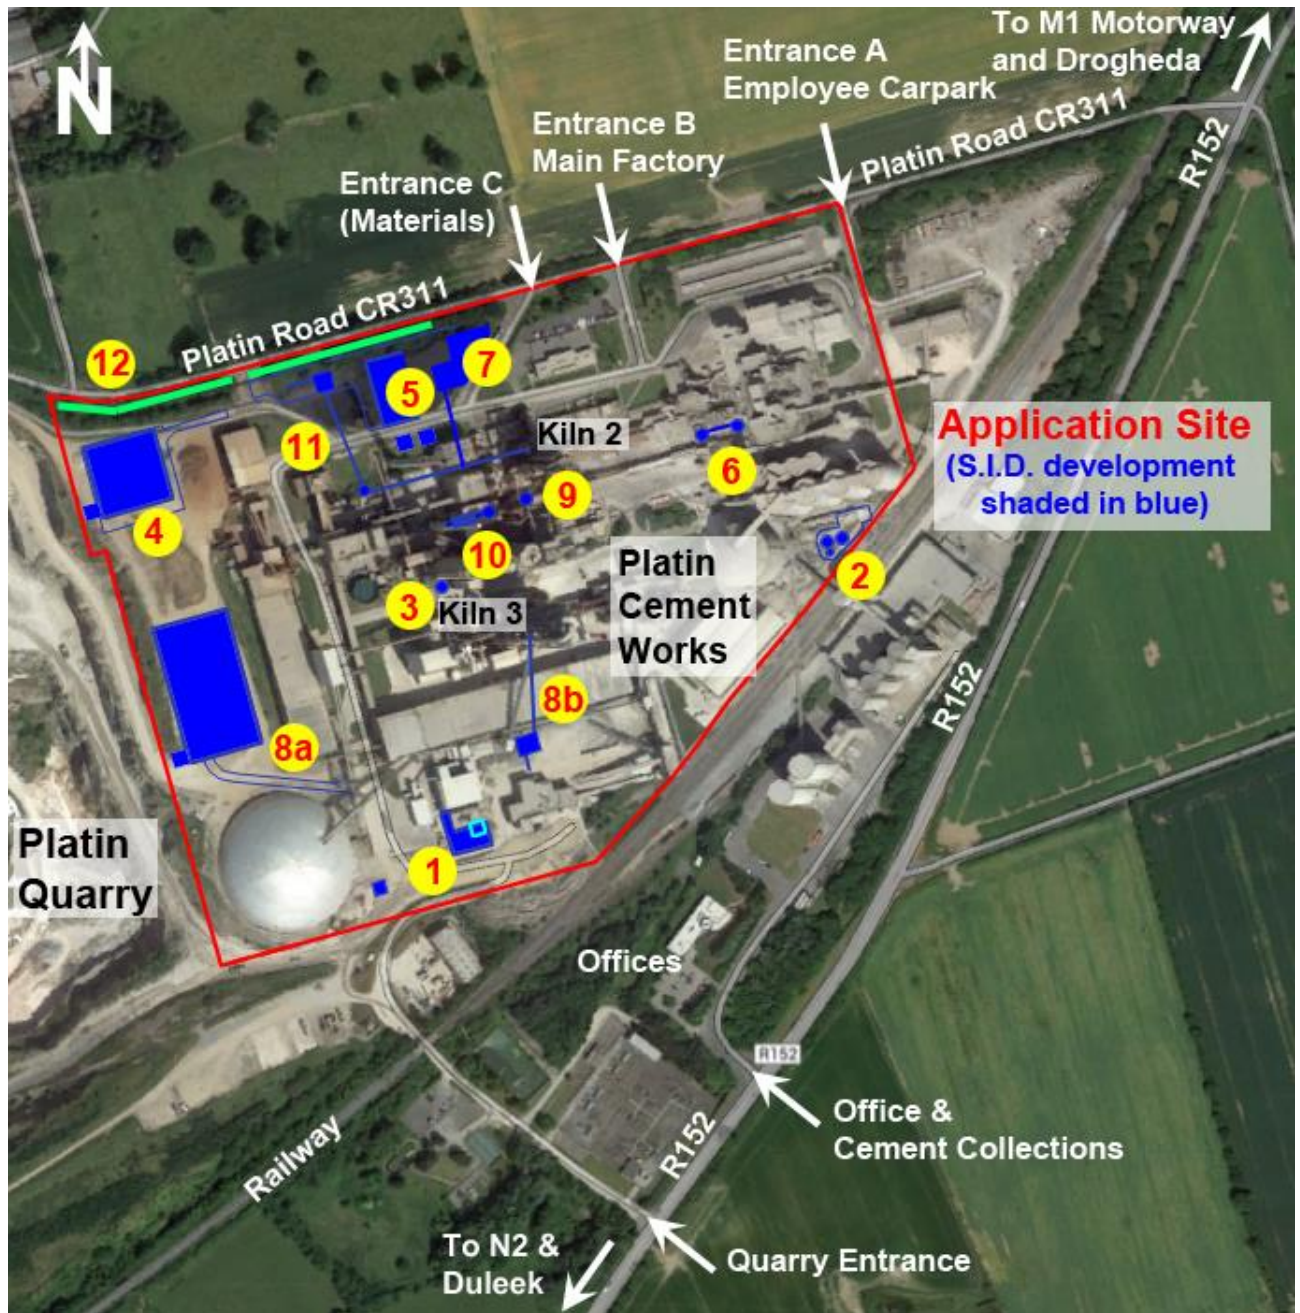 To M1 Motorway
and Drogheda
N
Entrance A
Employee Carpark
Entrance B
Main Factory
Entrance C
(Materials)
Platin Road CR311
R152
Platin Road CR311
12
7
5
11
Kiln 2
6
9
4
10
3
Kiln 3
2
Application Site
(S.I.D. development
shaded in blue)
Platin
Cement
Works
8b
8a
R152
1
Platin
Quarry
Offices
R152
Office &
Cement Collections
R152
Railway
To N2 &
Duleek
Quarry Entrance